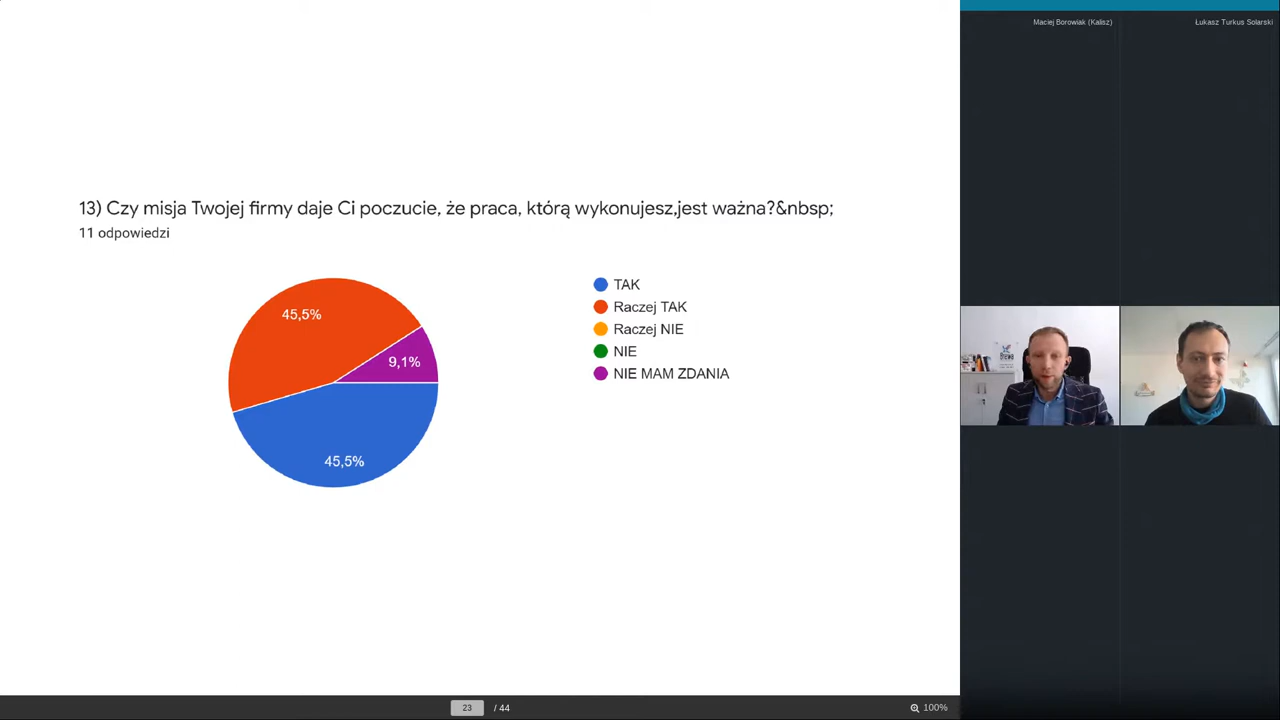 Maciej Borowiak (Kalisz)
Łukasz Turkus Solarski
13) Czy misja Twojej firmy daje Ci poczucie, że praca, którą wykonujesz,jest ważna?&nbsp;
11 odpowiedzi
45,5%
9,1%
45,5%
TAK
Raczej TAK
Raczej NIE
NIE
NIE MAM ZDANIA
23 / 44
100%